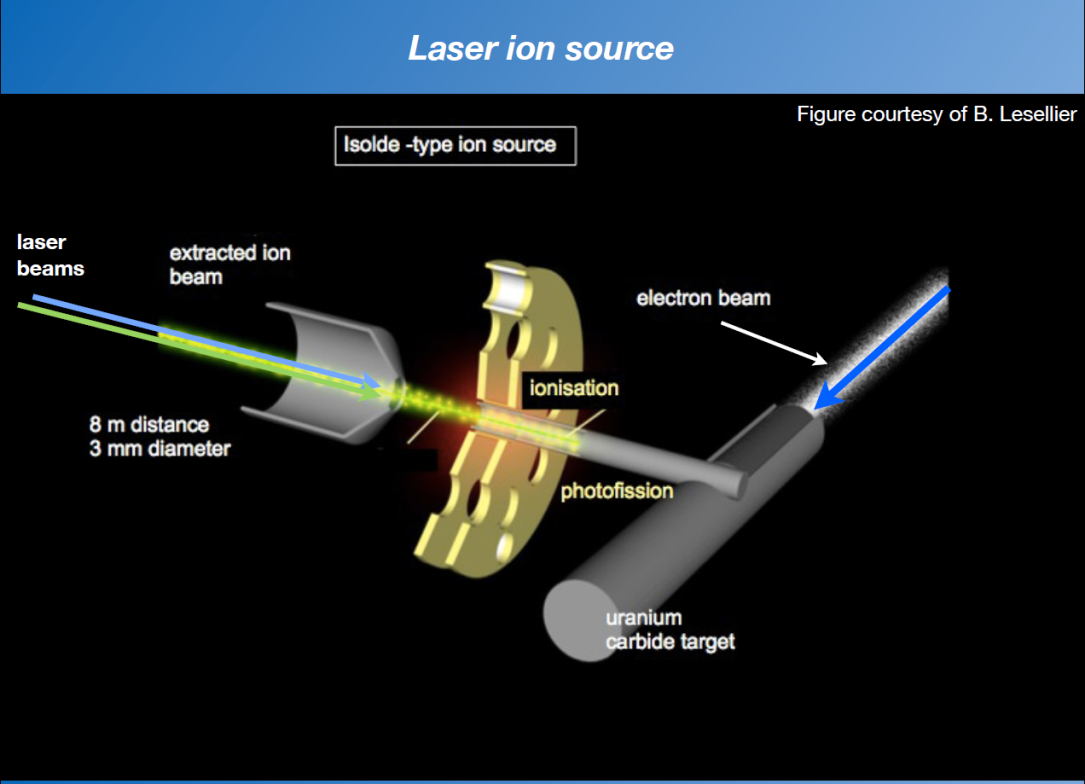 Laser ion source
Figure courtesy of B. Lesellier
Isolde -type ion source
laser
beams
extracted ion
beam
electron beam
ionisation
8 m distance
3 mm diameter
photofission
uranium
carbide target